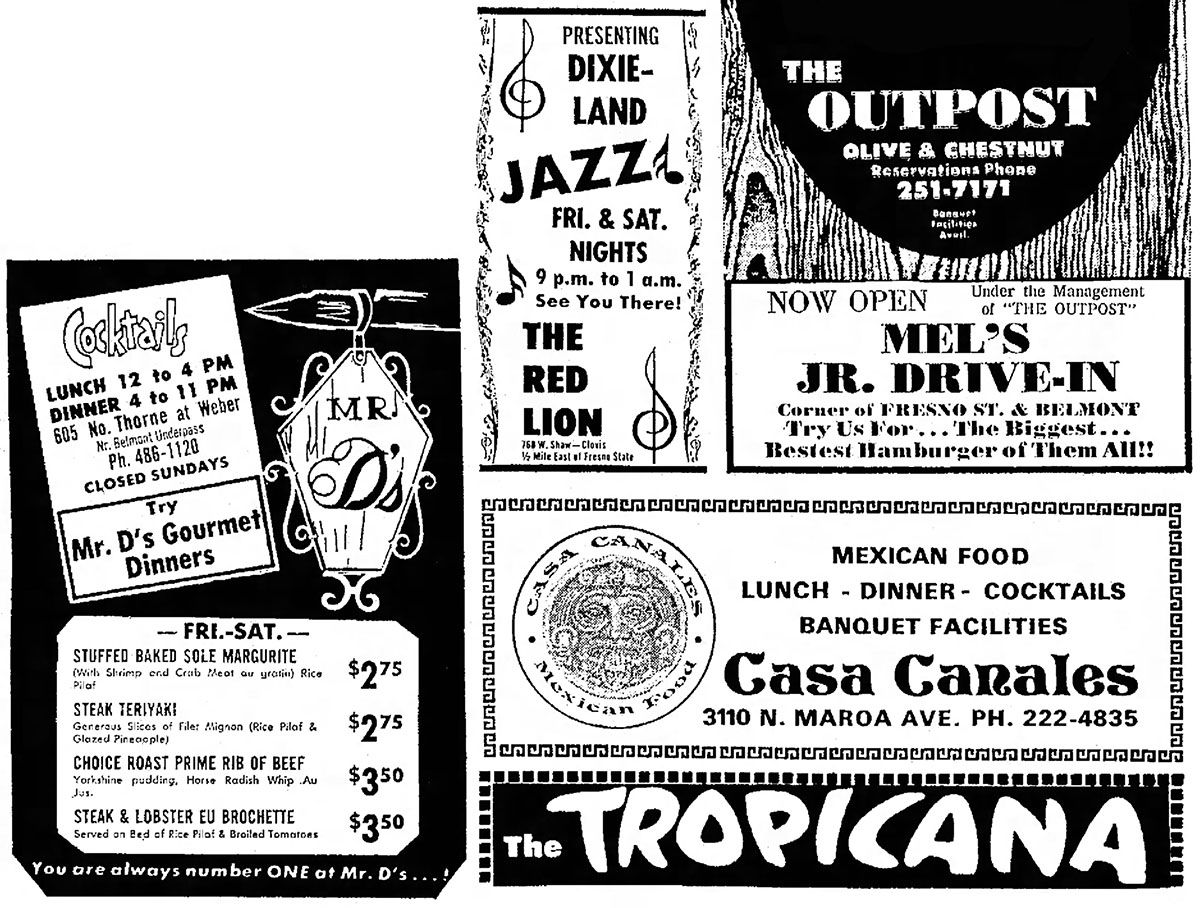 Cocktails
LUNCH 12 to 4 PM
DINNER 4 to 11 PM
605 No. Thorne at Weber
Nr. Belmont Underpass
Ph. 486-1120
CLOSED SUNDAYS
Try
Mr. D's Gourmet
Dinners
MR.
D's
— FRI.-SAT. —
STUFFED BAKED SOLE MARGURITE $2 75
(With Shrimp and Crab Meat au gratin) Rice
Pilaf
STEAK TERIYAKI $2 75
Generous Slices of Filet Mignon (Rice Pilaf &
Glazed Pineapple)
CHOICE ROAST PRIME RIB OF BEEF $3 50
Yorkshine pudding, Horse Radish Whip .Au
Jus.
STEAK & LOBSTER EU BROCHETTE $3 50
Served on Bed of Rice Pilaf & Broiled Tomatoes
You are always number ONE at Mr. D's . . . !
PRESENTING
DIXIE-
LAND
JAZZ
FRI. & SAT.
NIGHTS
9 p.m. to 1 a.m.
See You There!
THE
RED
LION
768 W. Shaw — Clovis
½ Mile East of Fresno State
THE
OUTPOST
OLIVE & CHESTNUT
Reservations Phone
251-7171
Banquet
Facilities
Avail.
NOW OPEN
Under the Management
of "THE OUTPOST"
MEL'S
JR. DRIVE-IN
Corner of FRESNO ST. & BELMONT
Try Us For . . . The Biggest . . .
Bestest Hamburger of Them All!!
CASA CANALES
Mexican Food
MEXICAN FOOD
LUNCH - DINNER - COCKTAILS
BANQUET FACILITIES
Casa Canales
3110 N. MAROA AVE. PH. 222-4835
The TROPICANA